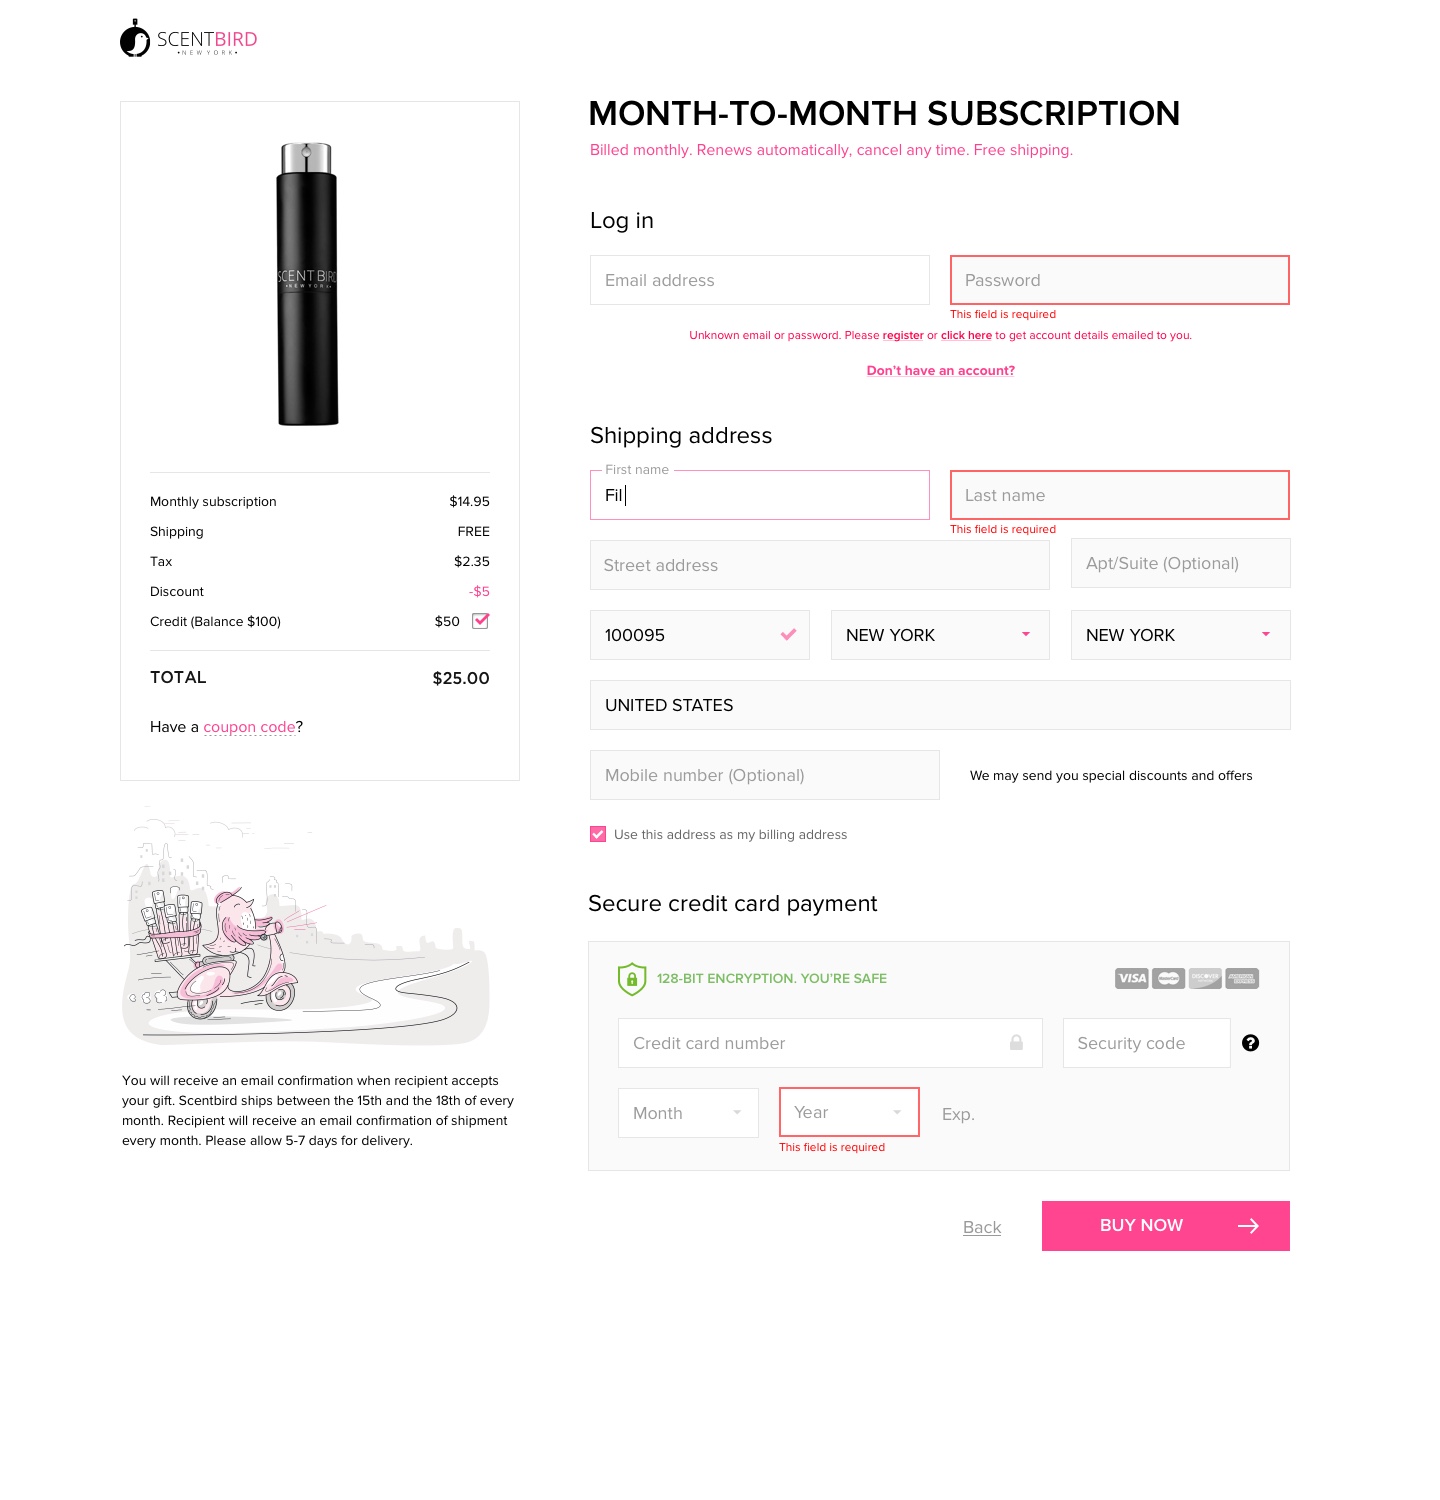 SCENTBIRD
•NEW YORK•
SCENTBIRD
•NEW YORK•
Monthly subscription $14.95
Shipping FREE
Tax $2.35
Discount -$5
Credit (Balance $100) $50
TOTAL $25.00
Have a coupon code?
You will receive an email confirmation when recipient accepts
your gift. Scentbird ships between the 15th and the 18th of every
month. Recipient will receive an email confirmation of shipment
every month. Please allow 5-7 days for delivery.
MONTH-TO-MONTH SUBSCRIPTION
Billed monthly. Renews automatically, cancel any time. Free shipping.
Log in
Email address Password
This field is required
Unknown email or password. Please register or click here to get account details emailed to you.
Don't have an account?
Shipping address
First name
Fil Last name
This field is required
Street address Apt/Suite (Optional)
100095 NEW YORK NEW YORK
UNITED STATES
Mobile number (Optional) We may send you special discounts and offers
Use this address as my billing address
Secure credit card payment
128-BIT ENCRYPTION. YOU'RE SAFE VISA MasterCard DISCOVER AMERICAN EXPRESS
Credit card number Security code ?
Month Year Exp.
This field is required
Back BUY NOW